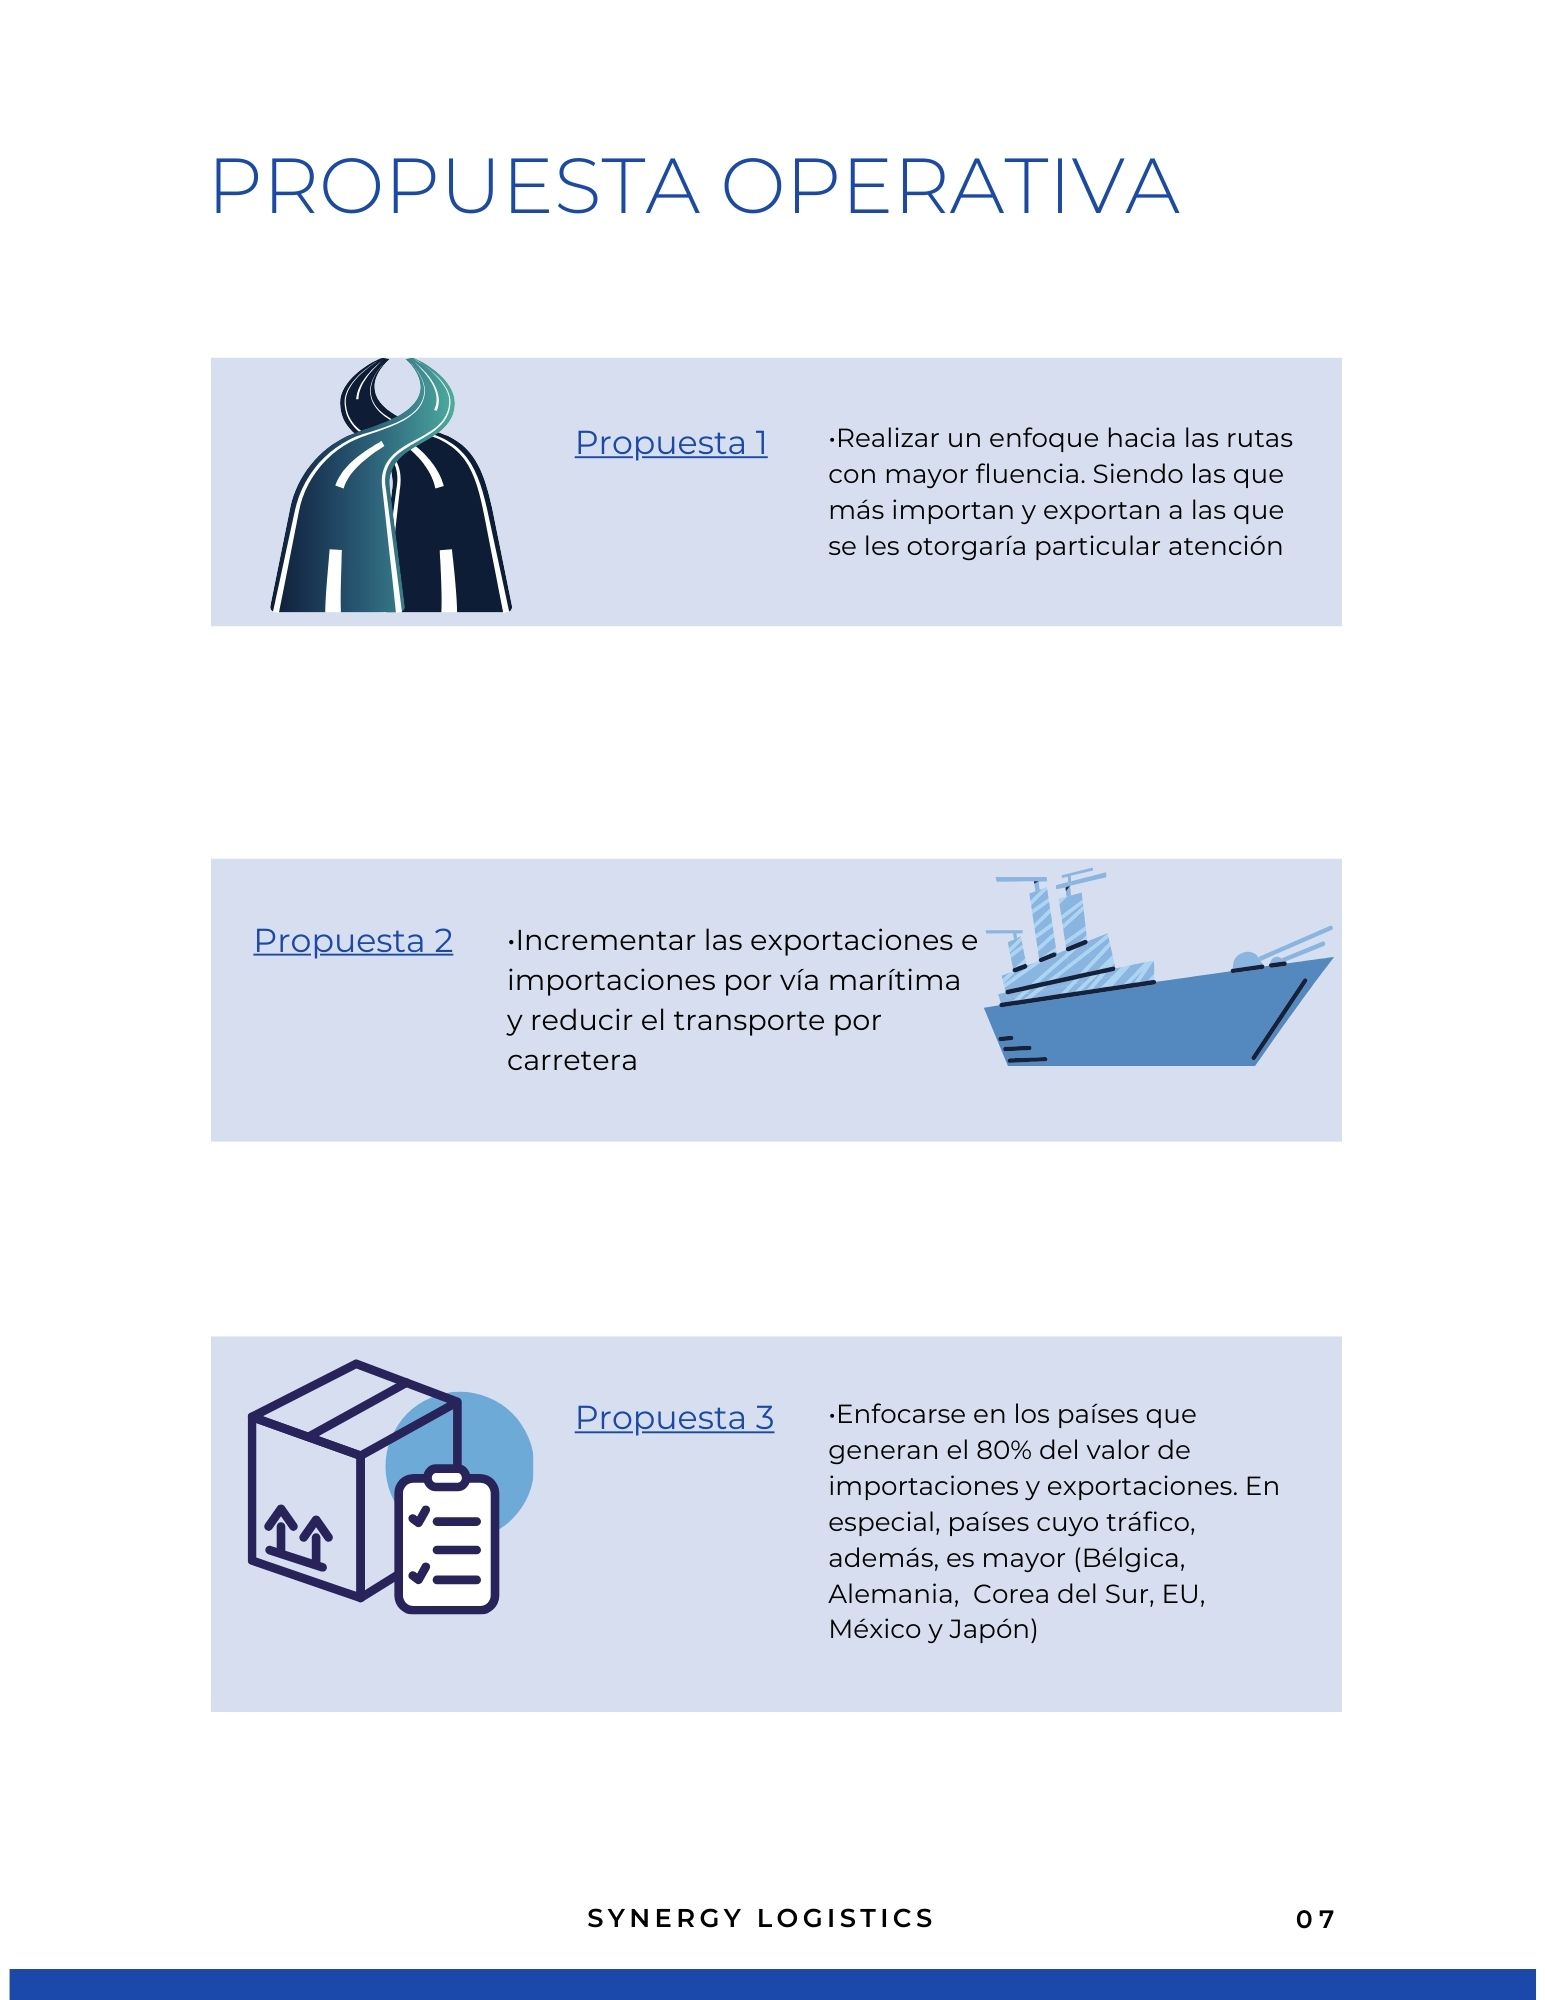 PROPUESTA OPERATIVA
Propuesta 1
•Realizar un enfoque hacia las rutas
con mayor fluencia. Siendo las que
más importan y exportan a las que
se les otorgaría particular atención
Propuesta 2
•Incrementar las exportaciones e
importaciones por vía marítima
y reducir el transporte por
carretera
Propuesta 3
•Enfocarse en los países que
generan el 80% del valor de
importaciones y exportaciones. En
especial, países cuyo tráfico,
además, es mayor (Bélgica,
Alemania,  Corea del Sur, EU,
México y Japón)
SYNERGY LOGISTICS
07